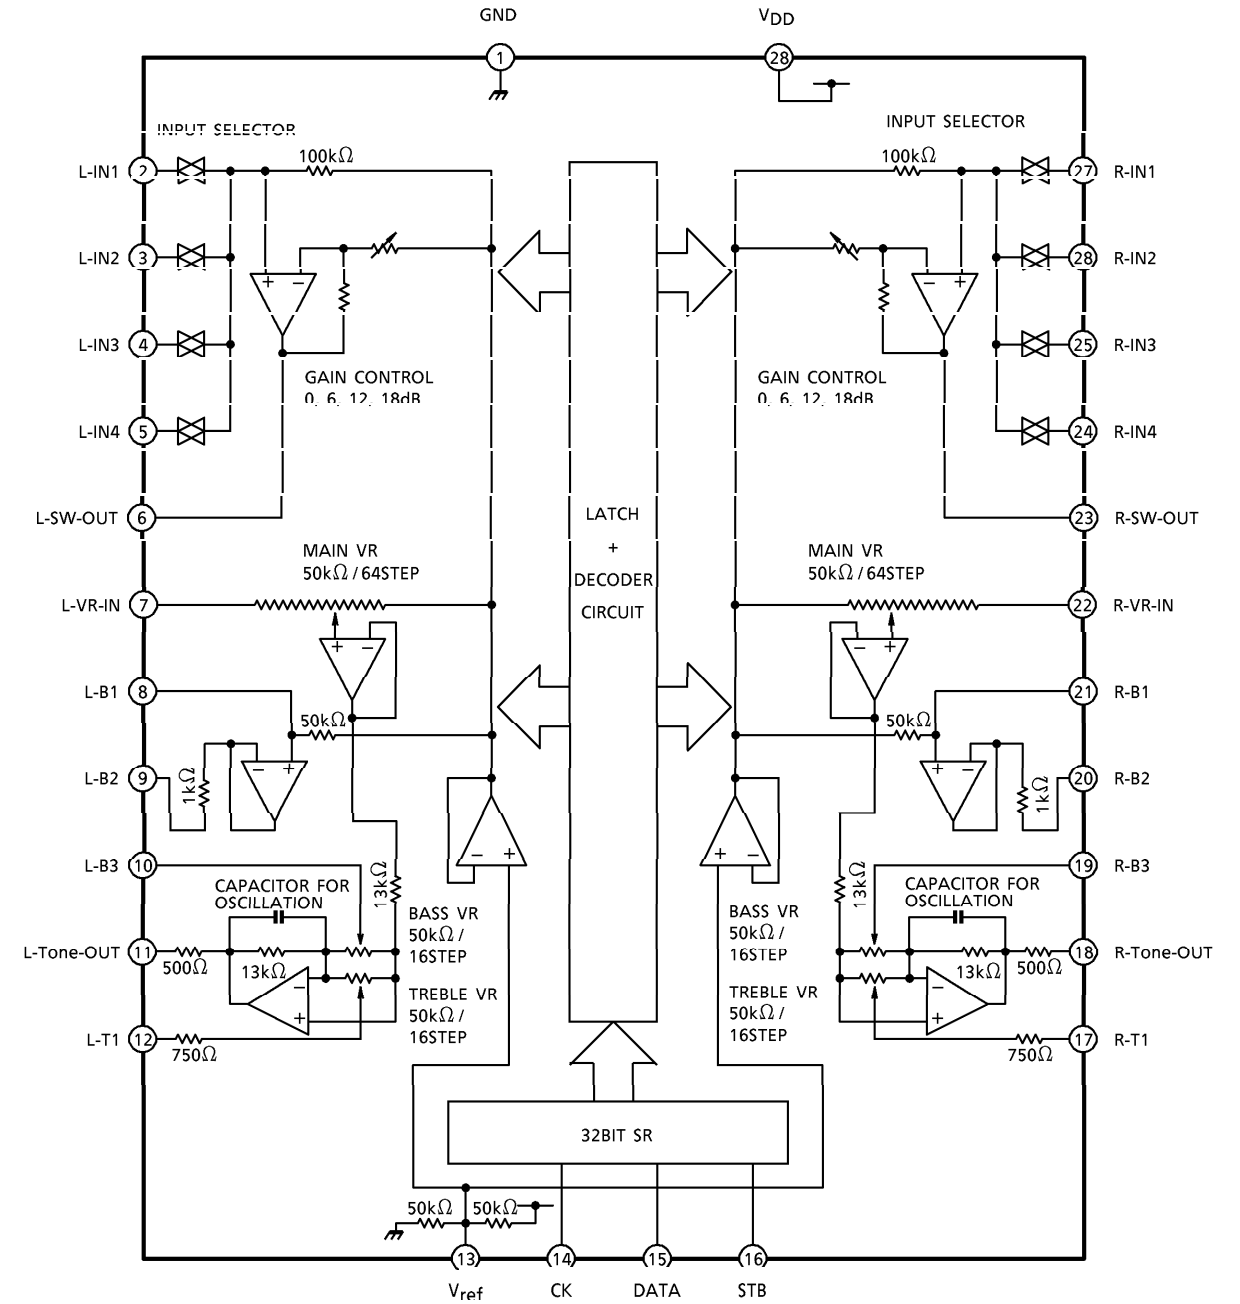 GND
VDD
1
28
INPUT SELECTOR
INPUT SELECTOR
L-IN1
2
100kΩ
100kΩ
27
R-IN1
L-IN2
3
+
−
−
+
28
R-IN2
L-IN3
4
25
R-IN3
GAIN CONTROL
0, 6, 12, 18dB
GAIN CONTROL
0, 6, 12, 18dB
L-IN4
5
24
R-IN4
L-SW-OUT
6
LATCH
+
DECODER
CIRCUIT
23
R-SW-OUT
MAIN VR
50kΩ/64STEP
MAIN VR
50kΩ/64STEP
L-VR-IN
7
22
R-VR-IN
+
−
−
+
L-B1
8
21
R-B1
50kΩ
50kΩ
L-B2
9
1kΩ
−
+
+
−
1kΩ
20
R-B2
−
+
+
−
L-B3
10
13kΩ
13kΩ
19
R-B3
CAPACITOR FOR
OSCILLATION
CAPACITOR FOR
OSCILLATION
BASS VR
50kΩ/
16STEP
BASS VR
50kΩ/
16STEP
L-Tone-OUT
11
500Ω
13kΩ
13kΩ
500Ω
18
R-Tone-OUT
−
+
−
+
TREBLE VR
50kΩ/
16STEP
TREBLE VR
50kΩ/
16STEP
L-T1
12
750Ω
750Ω
17
R-T1
32BIT SR
50kΩ
50kΩ
13
14
15
16
Vref
CK
DATA
STB